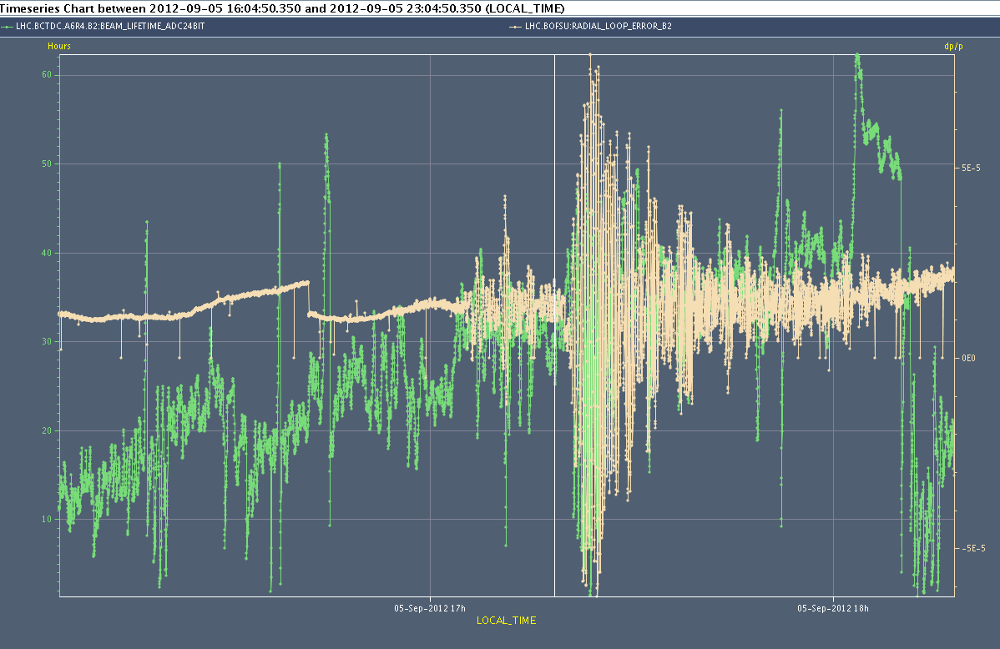 Timeseries Chart between 2012-09-05 16:04:50.350 and 2012-09-05 23:04:50.350 (LOCAL_TIME)
LHC.BCTDC.A6R4.B2:BEAM_LIFETIME_ADC24BIT LHC.BOFSU:RADIAL_LOOP_ERROR_B2
Hours dp/p
60
50 5E-5
40
30 0E0
20
10 -5E-5
05-Sep-2012 17h 05-Sep-2012 18h
LOCAL_TIME